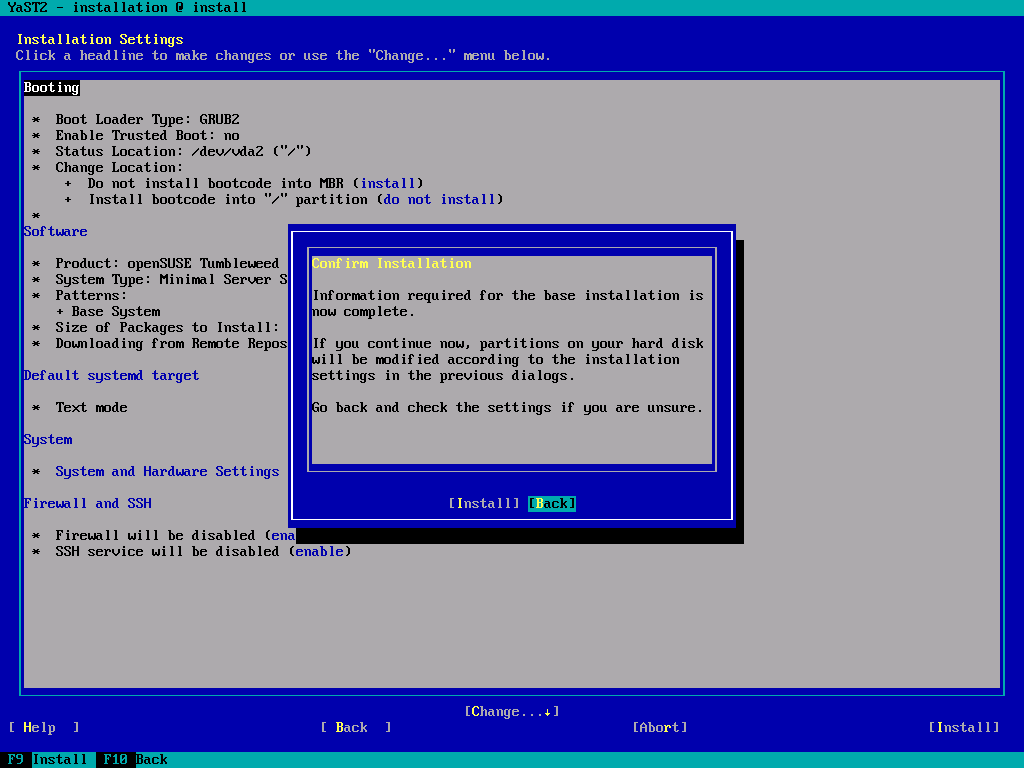 YaST2 - installation @ install
Installation Settings
Click a headline to make changes or use the "Change..." menu below.
Booting
* Boot Loader Type: GRUB2
* Enable Trusted Boot: no
* Status Location: /dev/vda2 ("/")
* Change Location:
+ Do not install bootcode into MBR (install)
+ Install bootcode into "/" partition (do not install)
*
Software
* Product: openSUSE Tumbleweed
* System Type: Minimal Server S
* Patterns:
+ Base System
* Size of Packages to Install:
* Downloading from Remote Repos
Default systemd target
* Text mode
System
* System and Hardware Settings
Firewall and SSH
* Firewall will be disabled (ena
* SSH service will be disabled (enable)
Confirm Installation
Information required for the base installation is
now complete.
If you continue now, partitions on your hard disk
will be modified according to the installation
settings in the previous dialogs.
Go back and check the settings if you are unsure.
[Install] [Back]
[Change...↓]
[ Help ] [ Back ] [Abort] [Install]
F9 Install F10 Back